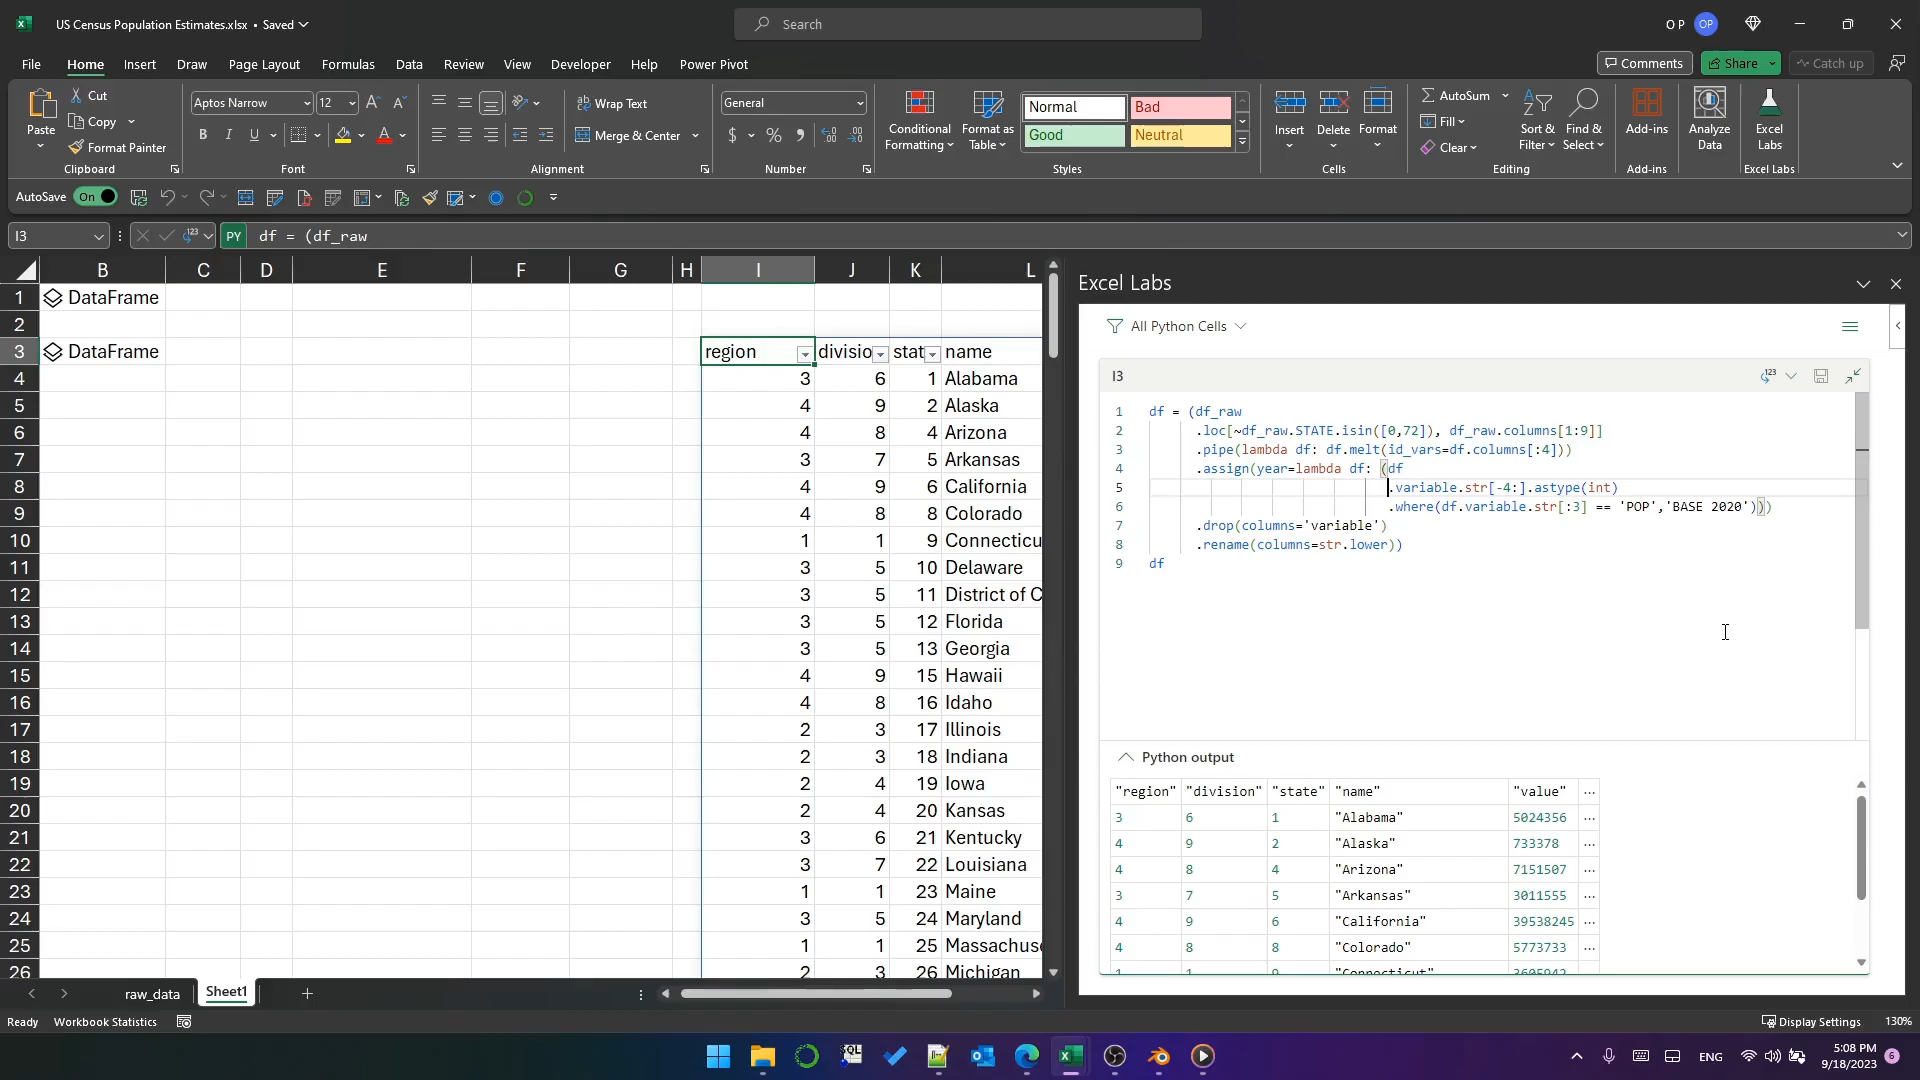 US Census Population Estimates.xlsx • Saved
Search
O P
OP
File Home Insert Draw Page Layout Formulas Data Review View Developer Help Power Pivot
Comments
Share
Catch up
Paste
Cut
Copy
Format Painter
Clipboard
Aptos Narrow
12
B I U
Font
Wrap Text
Merge & Center
Alignment
General
$ % ,
Number
Conditional Formatting
Format as Table
Normal
Bad
Good
Neutral
Styles
Insert
Delete
Format
Cells
AutoSum
Fill
Clear
Sort & Filter
Find & Select
Editing
Add-ins
Add-ins
Analyze Data
Excel Labs
Excel Labs
AutoSave On
I3
PY
df = (df_raw
B C D E F G H I J K L
1 DataFrame
2
3 DataFrame region divisio stat name
4 3 6 1 Alabama
5 4 9 2 Alaska
6 4 8 4 Arizona
7 3 7 5 Arkansas
8 4 9 6 California
9 4 8 8 Colorado
10 1 1 9 Connecticu
11 3 5 10 Delaware
12 3 5 11 District of C
13 3 5 12 Florida
14 3 5 13 Georgia
15 4 9 15 Hawaii
16 4 8 16 Idaho
17 2 3 17 Illinois
18 2 3 18 Indiana
19 2 4 19 Iowa
20 2 4 20 Kansas
21 3 6 21 Kentucky
22 3 7 22 Louisiana
23 1 1 23 Maine
24 3 5 24 Maryland
25 1 1 25 Massachuse
26 2 3 26 Michigan
Excel Labs
All Python Cells
I3
1 df = (df_raw
2 .loc[~df_raw.STATE.isin([0,72]), df_raw.columns[1:9]]
3 .pipe(lambda df: df.melt(id_vars=df.columns[:4]))
4 .assign(year=lambda df: (df
5 .variable.str[-4:].astype(int)
6 .where(df.variable.str[:3] == 'POP','BASE 2020')))
7 .drop(columns='variable')
8 .rename(columns=str.lower))
9 df
Python output
"region" "division" "state" "name" "value" ...
3 6 1 "Alabama" 5024356 ...
4 9 2 "Alaska" 733378 ...
4 8 4 "Arizona" 7151507 ...
3 7 5 "Arkansas" 3011555 ...
4 9 6 "California" 39538245 ...
4 8 8 "Colorado" 5773733 ...
1 1 9 "Connecticut" 3605942 ...
raw_data
Sheet1
Ready
Workbook Statistics
Display Settings
130%
SQL
ENG
5:08 PM
9/18/2023
6